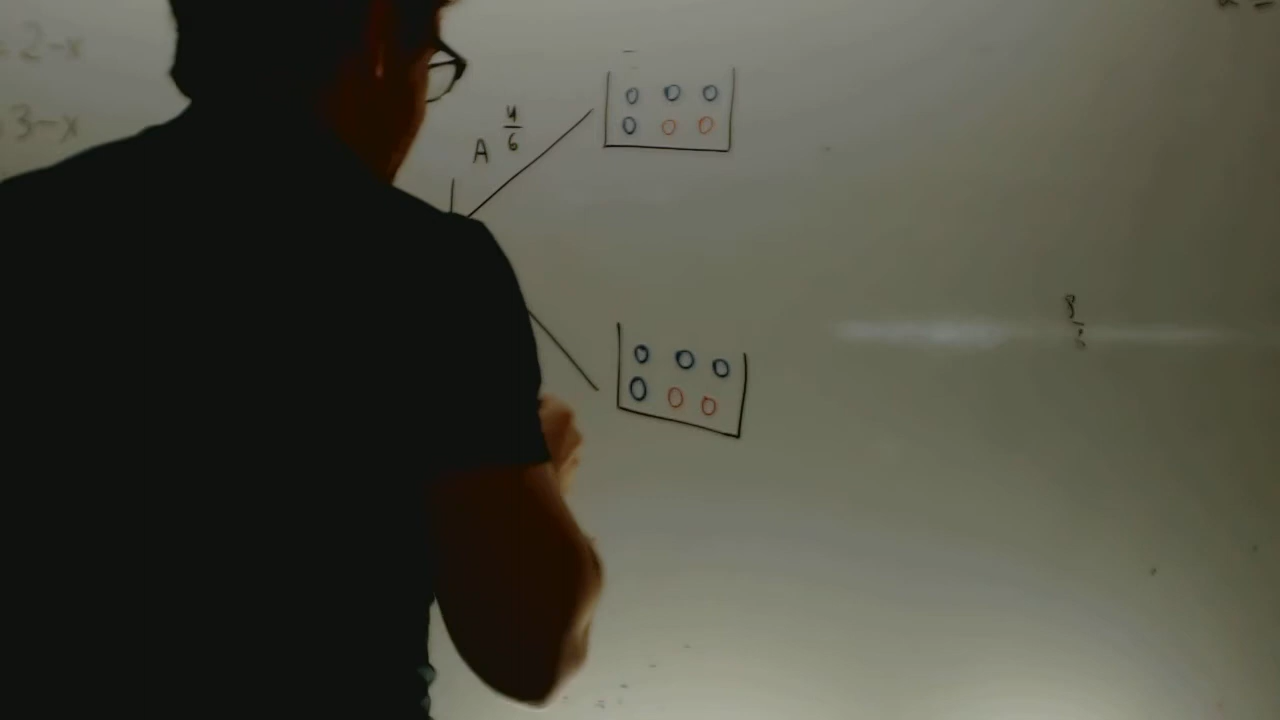 = 2-x
= 3-x
A 4/6